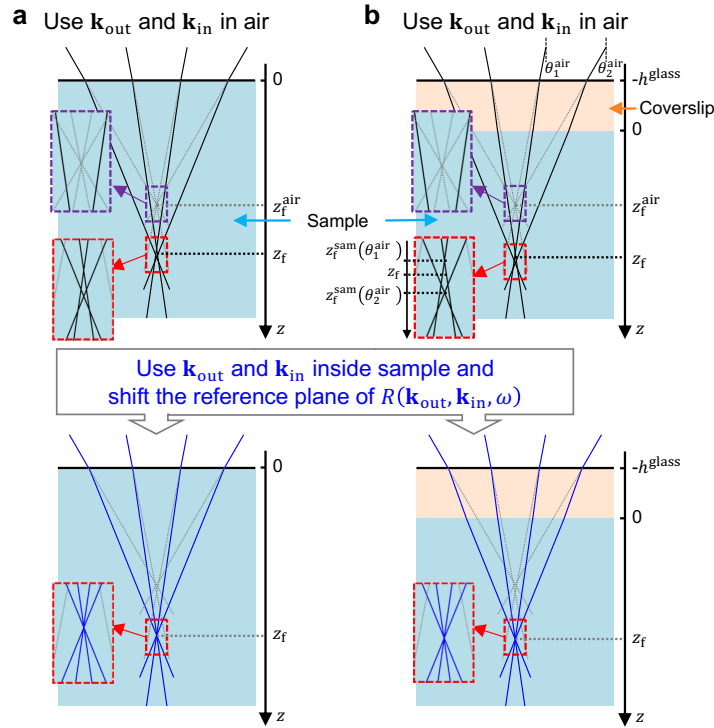 a
Use k_out and k_in in air
0
z_f^air
Sample
z_f
z
b
Use k_out and k_in in air
θ_1^air
θ_2^air
-h^glass
Coverslip
0
z_f^air
z_f^sam(θ_1^air)
z_f
z_f^sam(θ_2^air)
z_f
z
Use k_out and k_in inside sample and
shift the reference plane of R(k_out, k_in, ω)
0
z_f
z
-h^glass
0
z_f
z